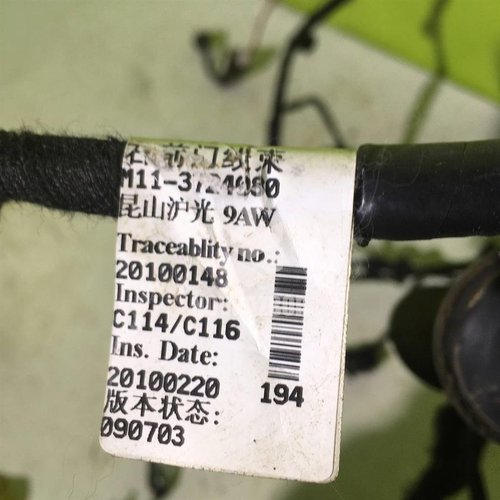 右前门线束
M11-3724080
昆山沪光 9AW
Traceablity no.:
20100148
Inspector:
C114/C116
Ins. Date:
20100220
194
版本状态:
090703